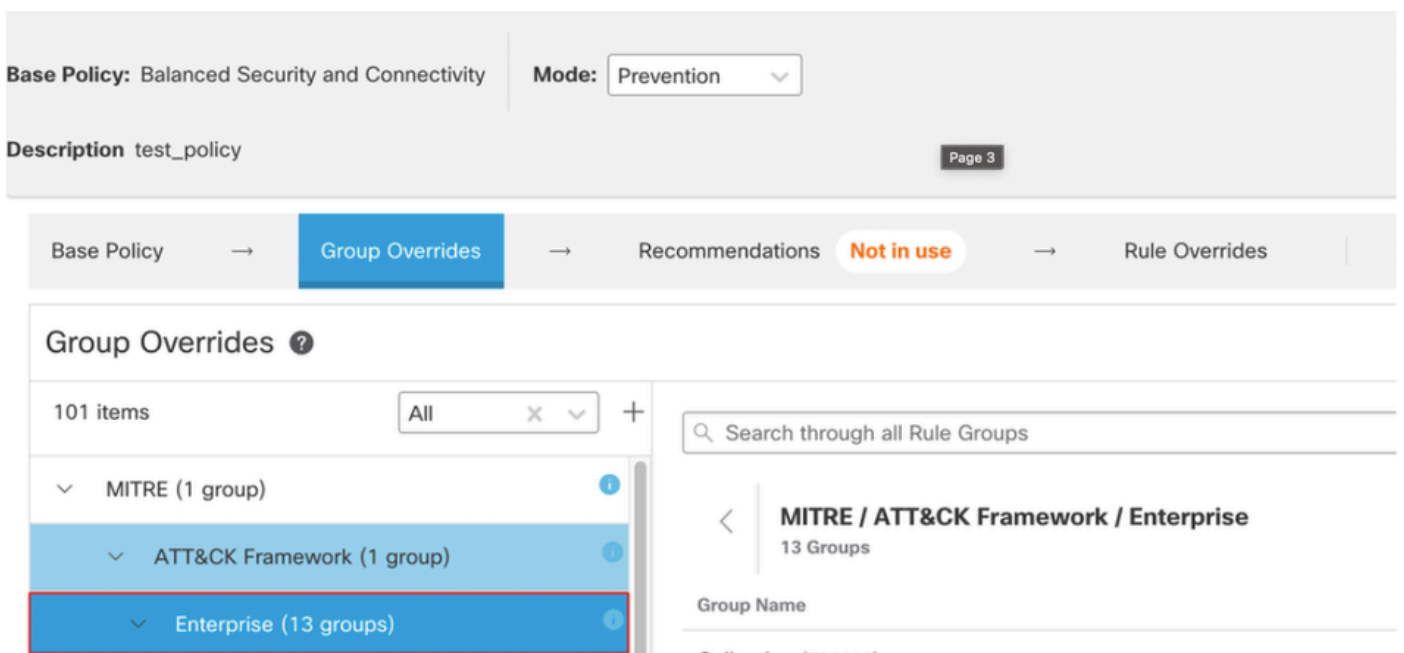 Base Policy: Balanced Security and Connectivity Mode: Prevention
Description test_policy
Page 3
Base Policy → Group Overrides → Recommendations Not in use → Rule Overrides
Group Overrides ?
101 items All
Search through all Rule Groups
MITRE (1 group)
MITRE / ATT&CK Framework / Enterprise
13 Groups
ATT&CK Framework (1 group)
Group Name
Enterprise (13 groups)